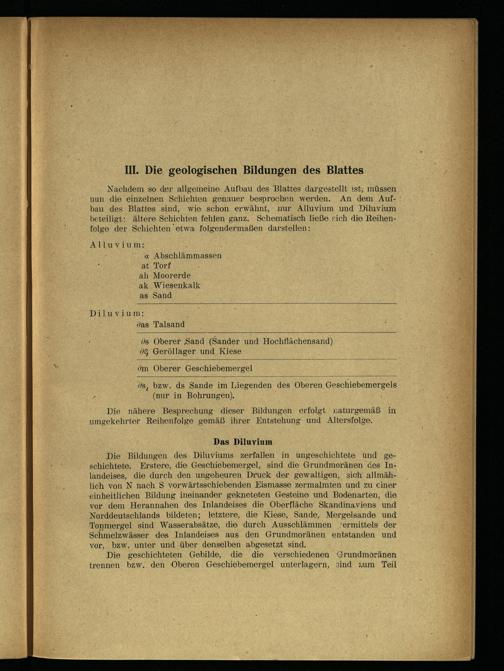 III. Die geologischen Bildungen des Blattes
Nachdem so der allgemeine Aufbau des Blattes dargestellt ist, müssen
nun die einzelnen Schichten genauer besprochen werden. An dem Auf-
bau des Blattes sind, wie schon erwähnt, nur Alluvium und Diluvium
beteiligt: ältere Schichten fehlen ganz. Schematisch ließe sich die Reihen-
folge der Schichten etwa folgendermaßen darstellen:
Alluvium:
α Abschlämmassen
at Torf
ah Moorerde
ak Wiesenkalk
as Sand
Diluvium:
∂as Talsand
∂s Oberer Sand (Sander und Hochflächensand)
∂G Geröllager und Kiese
∂m Oberer Geschiebemergel
∂s, bzw. ds Sande im Liegenden des Oberen Geschiebemergels
(nur in Bohrungen).
Die nähere Besprechung dieser Bildungen erfolgt naturgemäß in
umgekehrter Reihenfolge gemäß ihrer Entstehung und Altersfolge.
Das Diluvium
Die Bildungen des Diluviums zerfallen in ungeschichtete und ge-
schichtete. Erstere, die Geschiebemergel, sind die Grundmoränen des In-
landeises, die durch den ungeheuren Druck der gewaltigen, sich allmäh-
lich von N nach S vorwärtsschiebenden Eismasse zermalmten und zu einer
einheitlichen Bildung ineinander gekneteten Gesteine und Bodenarten, die
vor dem Herannahen des Inlandeises die Oberfläche Skandinaviens und
Norddeutschlands bildeten; letztere, die Kiese, Sande, Mergelsande und
Tonmergel sind Wasserabsätze, die durch Ausschlämmen vermittels der
Schmelzwässer des Inlandeises aus den Grundmoränen entstanden und
vor, bzw. unter und über denselben abgesetzt sind.
Die geschichteten Gebilde, die die verschiedenen Grundmoränen
trennen bzw. den Oberen Geschiebemergel unterlagern, sind zum Teil